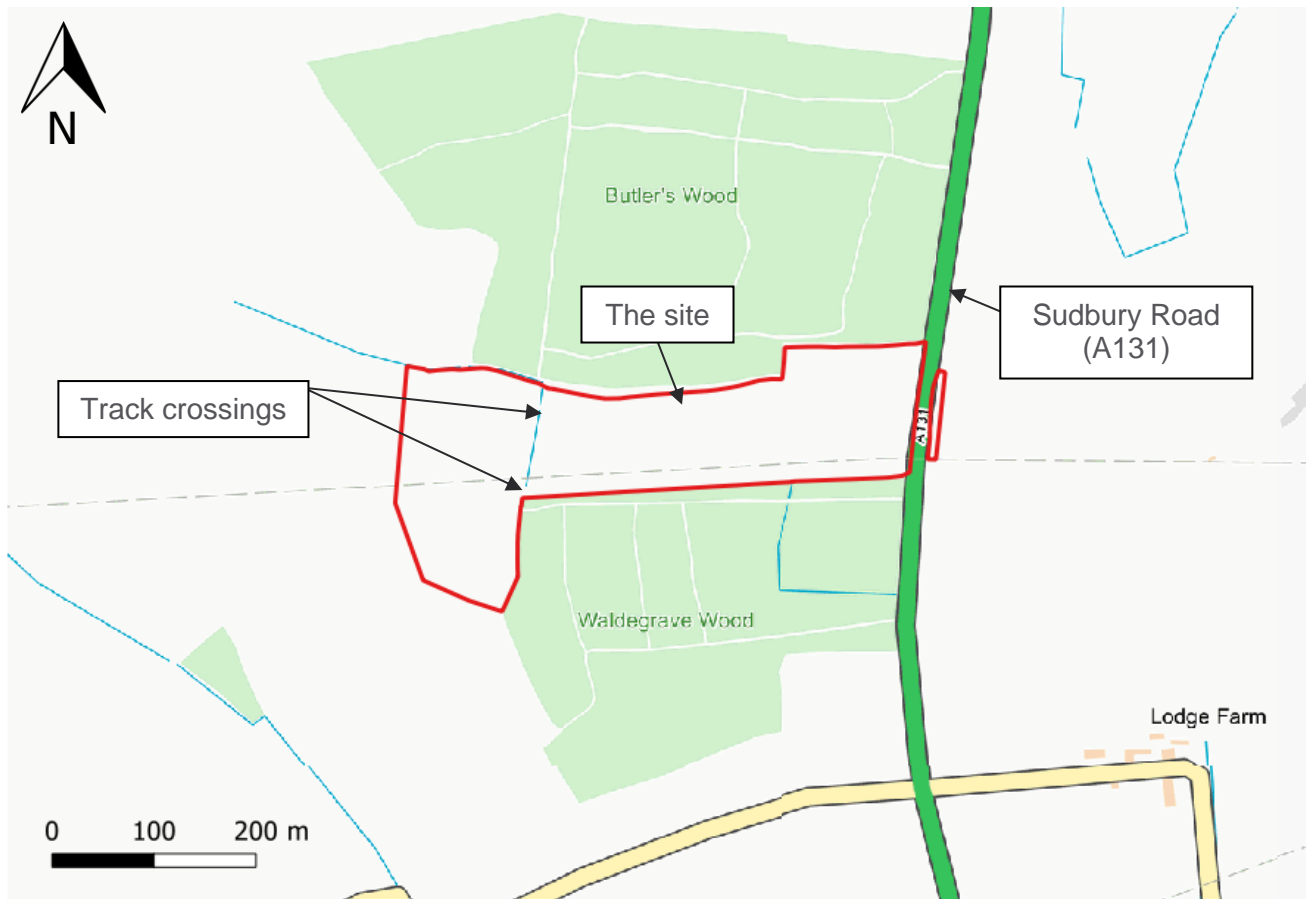 N
Butler's Wood
The site
Sudbury Road
(A131)
Track crossings
A131
Waldegrave Wood
Lodge Farm
0 100 200 m